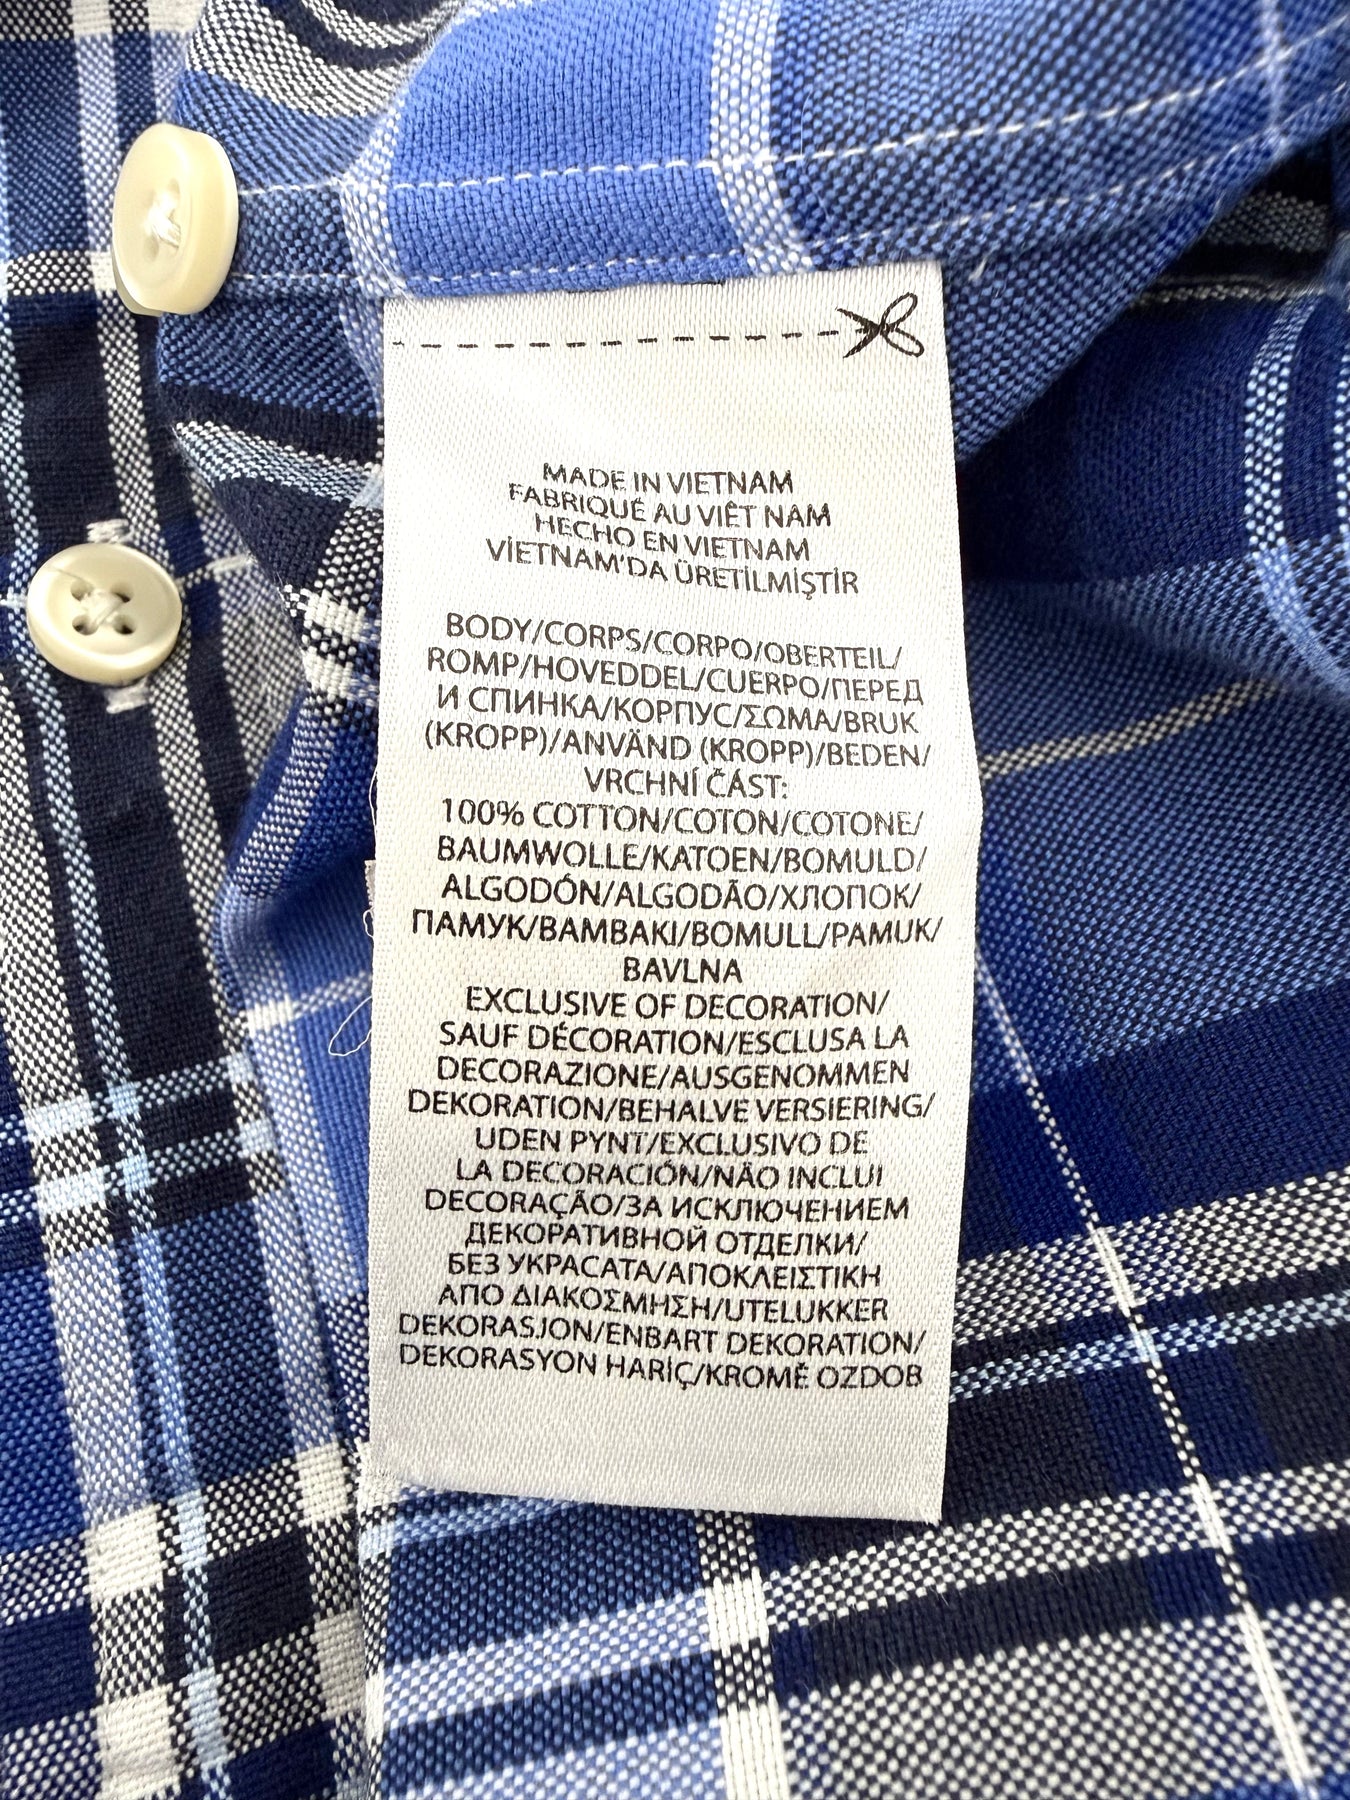 MADE IN VIETNAM
FABRIQUÉ AU VIÊT NAM
HECHO EN VIETNAM
VİETNAM'DA ÜRETİLMİŞTİR
BODY/CORPS/CORPO/OBERTEIL/
ROMP/HOVEDDEL/CUERPO/ПЕРЕД
И СПИНКА/КОРПУС/ΣΩΜΑ/BRUK
(KROPP)/ANVÄND (KROPP)/BEDEN/
VRCHNÍ ČÁST:
100% COTTON/COTON/COTONE/
BAUMWOLLE/KATOEN/BOMULD/
ALGODÓN/ALGODÃO/ХЛОПОК/
ПАМУК/ΒΑΜΒΑΚΙ/BOMULL/PAMUK/
BAVLNA
EXCLUSIVE OF DECORATION/
SAUF DÉCORATION/ESCLUSA LA
DECORAZIONE/AUSGENOMMEN
DEKORATION/BEHALVE VERSIERING/
UDEN PYNT/EXCLUSIVO DE
LA DECORACIÓN/NÃO INCLUI
DECORAÇÃO/ЗА ИСКЛЮЧЕНИЕМ
ДЕКОРАТИВНОЙ ОТДЕЛКИ/
БЕЗ УКРАСАТА/ΑΠΟΚΛΕΙΣΤΙΚΗ
ΑΠΟ ΔΙΑΚΟΣΜΗΣΗ/UTELUKKER
DEKORASJON/ENBART DEKORATION/
DEKORASYON HARİÇ/KROMĚ OZDOB